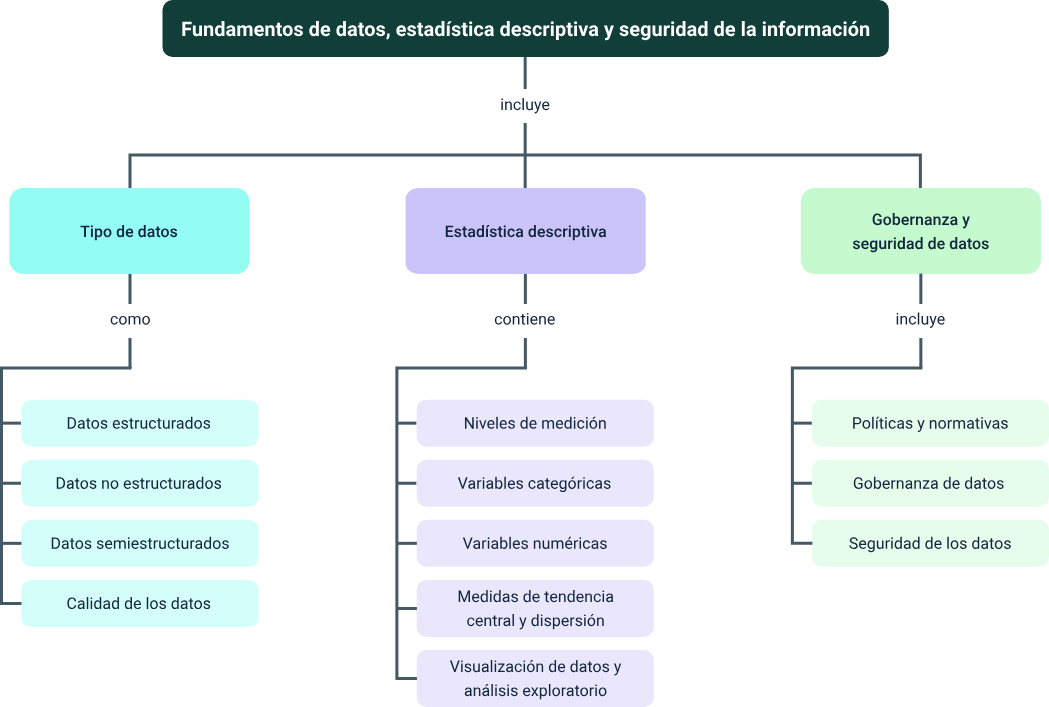 Fundamentos de datos, estadística descriptiva y seguridad de la información
incluye
Tipo de datos
Estadística descriptiva
Gobernanza y
seguridad de datos
como
contiene
incluye
Datos estructurados
Datos no estructurados
Datos semiestructurados
Calidad de los datos
Niveles de medición
Variables categóricas
Variables numéricas
Medidas de tendencia
central y dispersión
Visualización de datos y
análisis exploratorio
Políticas y normativas
Gobernanza de datos
Seguridad de los datos